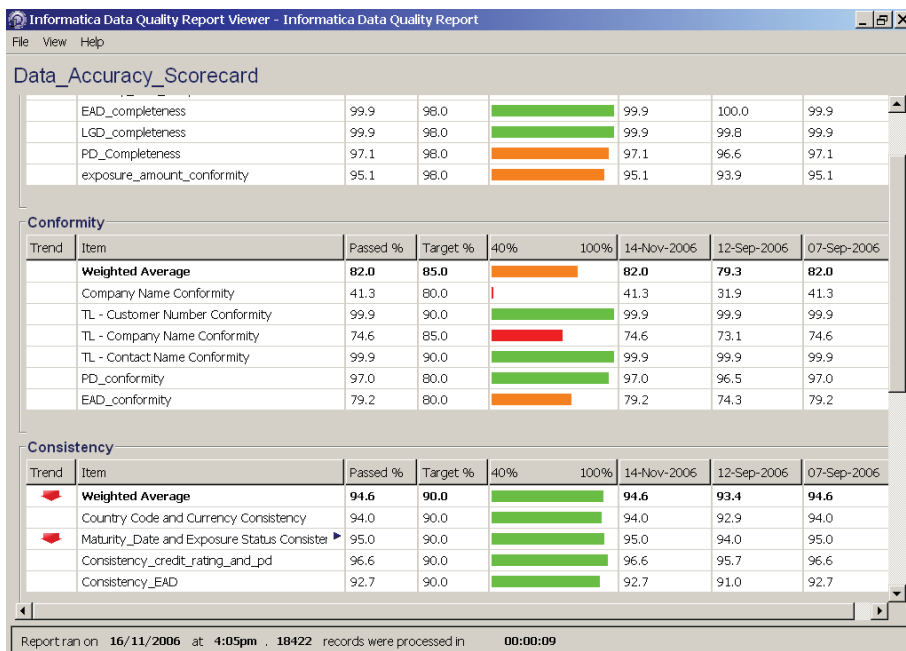 Informatica Data Quality Report Viewer - Informatica Data Quality Report
File View Help
Data_Accuracy_Scorecard
EAD_completeness 99.9 98.0 99.9 100.0 99.9
LGD_completeness 99.9 98.0 99.9 99.8 99.9
PD_Completeness 97.1 98.0 97.1 96.6 97.1
exposure_amount_conformity 95.1 98.0 95.1 93.9 95.1
Conformity
Trend Item Passed % Target % 40% 100% 14-Nov-2006 12-Sep-2006 07-Sep-2006
Weighted Average 82.0 85.0 82.0 79.3 82.0
Company Name Conformity 41.3 80.0 41.3 31.9 41.3
TL - Customer Number Conformity 99.9 90.0 99.9 99.9 99.9
TL - Company Name Conformity 74.6 85.0 74.6 73.1 74.6
TL - Contact Name Conformity 99.9 90.0 99.9 99.9 99.9
PD_conformity 97.0 80.0 97.0 96.5 97.0
EAD_conformity 79.2 80.0 79.2 74.3 79.2
Consistency
Trend Item Passed % Target % 40% 100% 14-Nov-2006 12-Sep-2006 07-Sep-2006
Weighted Average 94.6 90.0 94.6 93.4 94.6
Country Code and Currency Consistency 94.0 90.0 94.0 92.9 94.0
Maturity_Date and Exposure Status Consister 95.0 90.0 95.0 94.0 95.0
Consistency_credit_rating_and_pd 96.6 90.0 96.6 95.7 96.6
Consistency_EAD 92.7 90.0 92.7 91.0 92.7
Report ran on 16/11/2006 at 4:05pm . 18422 records were processed in 00:00:09